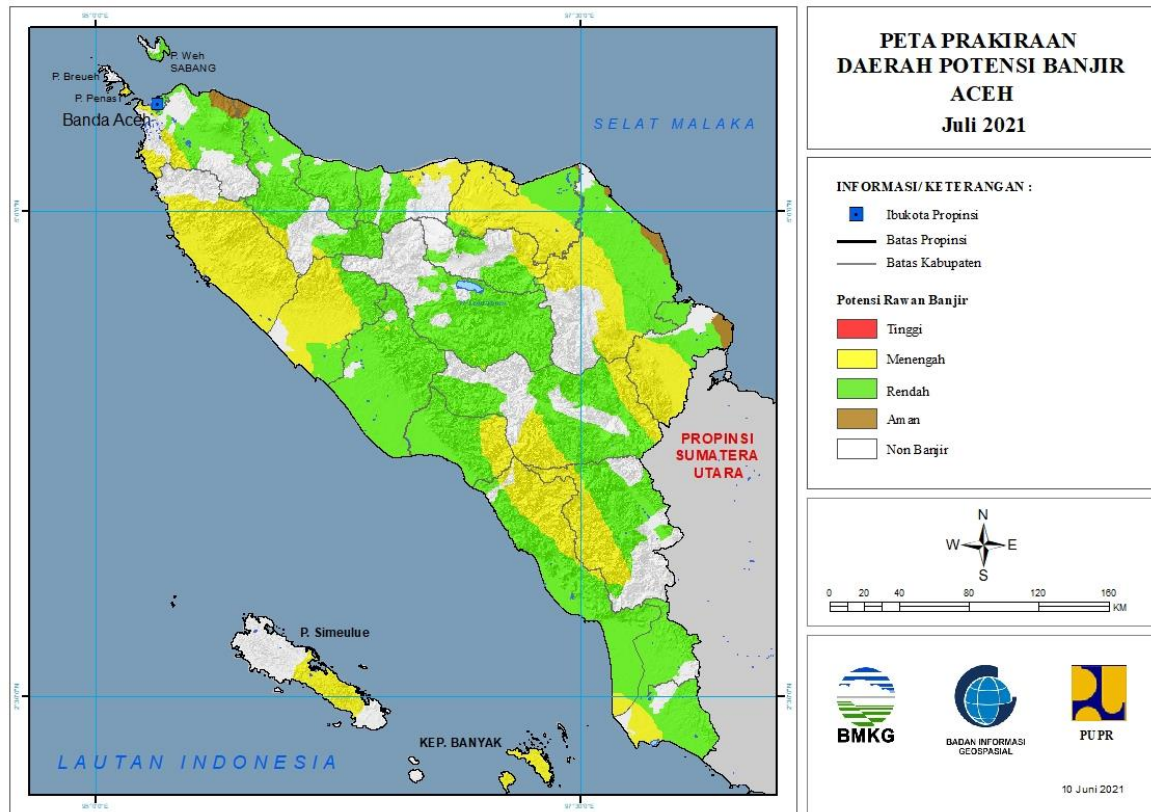 PETA PRAKIRAAN
DAERAH POTENSI BANJIR
ACEH
Juli 2021
INFORMASI/ KETERANGAN :
Ibukota Propinsi
Batas Propinsi
Batas Kabupaten
Potensi Rawan Banjir
Tinggi
Menengah
Rendah
Aman
Non Banjir
N
W E
S
0 20 40 80 120 160
KM
BMKG
BADAN INFORMASI
GEOSPASIAL
PUPR
10 Juni 2021
P. Weh
SABANG
P. Breueh
P. Penasi
Banda Aceh
SELAT MALAKA
PROPINSI
SUMATERA
UTARA
P. Simeulue
KEP. BANYAK
LAUTAN INDONESIA